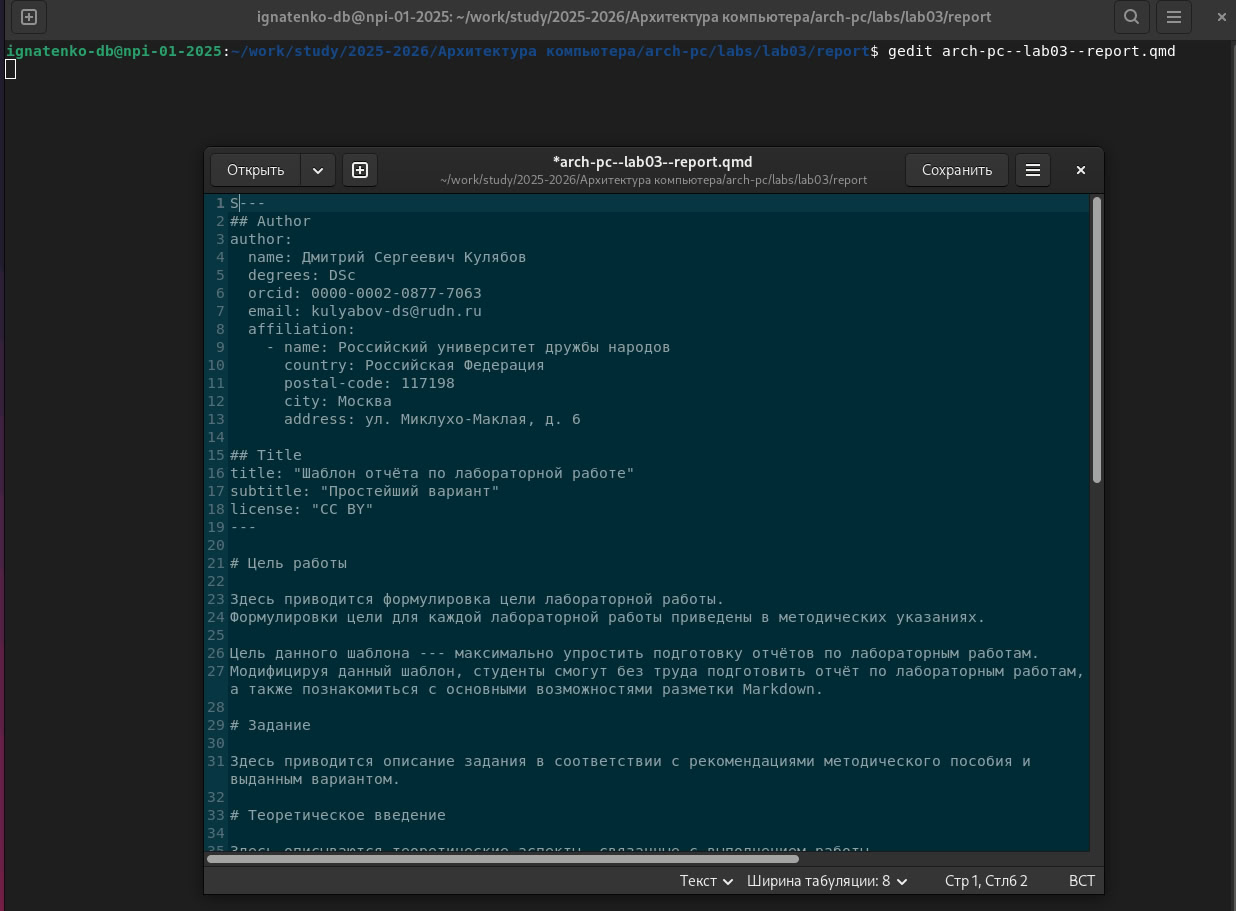 ignatenko-db@npi-01-2025: ~/work/study/2025-2026/Архитектура компьютера/arch-pc/labs/lab03/report
ignatenko-db@npi-01-2025:~/work/study/2025-2026/Архитектура компьютера/arch-pc/labs/lab03/report$ gedit arch-pc--lab03--report.qmd
Открыть
*arch-pc--lab03--report.qmd
~/work/study/2025-2026/Архитектура компьютера/arch-pc/labs/lab03/report
Сохранить
1 S---
2 ## Author
3 author:
4   name: Дмитрий Сергеевич Кулябов
5   degrees: DSc
6   orcid: 0000-0002-0877-7063
7   email: kulyabov-ds@rudn.ru
8   affiliation:
9     - name: Российский университет дружбы народов
10       country: Российская Федерация
11       postal-code: 117198
12       city: Москва
13       address: ул. Миклухо-Маклая, д. 6
14
15 ## Title
16 title: "Шаблон отчёта по лабораторной работе"
17 subtitle: "Простейший вариант"
18 license: "CC BY"
19 ---
20
21 # Цель работы
22
23 Здесь приводится формулировка цели лабораторной работы.
24 Формулировки цели для каждой лабораторной работы приведены в методических указаниях.
25
26 Цель данного шаблона --- максимально упростить подготовку отчётов по лабораторным работам.
27 Модифицируя данный шаблон, студенты смогут без труда подготовить отчёт по лабораторным работам,
а также познакомиться с основными возможностями разметки Markdown.
28
29 # Задание
30
31 Здесь приводится описание задания в соответствии с рекомендациями методического пособия и
выданным вариантом.
32
33 # Теоретическое введение
34
35 Здесь описываются теоретические аспекты, связанные с выполнением работы.
Текст
Ширина табуляции: 8
Стр 1, Стлб 2
ВСТ